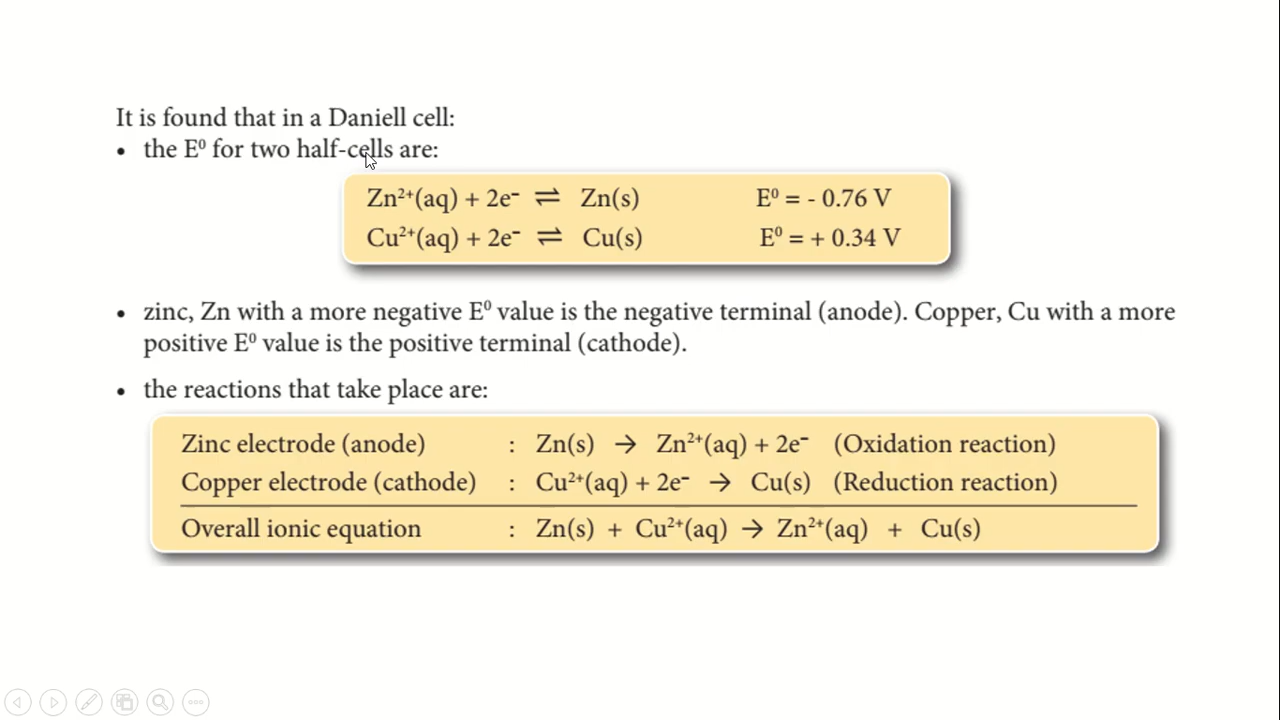 It is found that in a Daniell cell:
• the E⁰ for two half-cells are:
Zn²⁺(aq) + 2e⁻ ⇌ Zn(s) E⁰ = - 0.76 V
Cu²⁺(aq) + 2e⁻ ⇌ Cu(s) E⁰ = + 0.34 V
• zinc, Zn with a more negative E⁰ value is the negative terminal (anode). Copper, Cu with a more
positive E⁰ value is the positive terminal (cathode).
• the reactions that take place are:
Zinc electrode (anode) : Zn(s) → Zn²⁺(aq) + 2e⁻ (Oxidation reaction)
Copper electrode (cathode) : Cu²⁺(aq) + 2e⁻ → Cu(s) (Reduction reaction)
Overall ionic equation : Zn(s) + Cu²⁺(aq) → Zn²⁺(aq) + Cu(s)